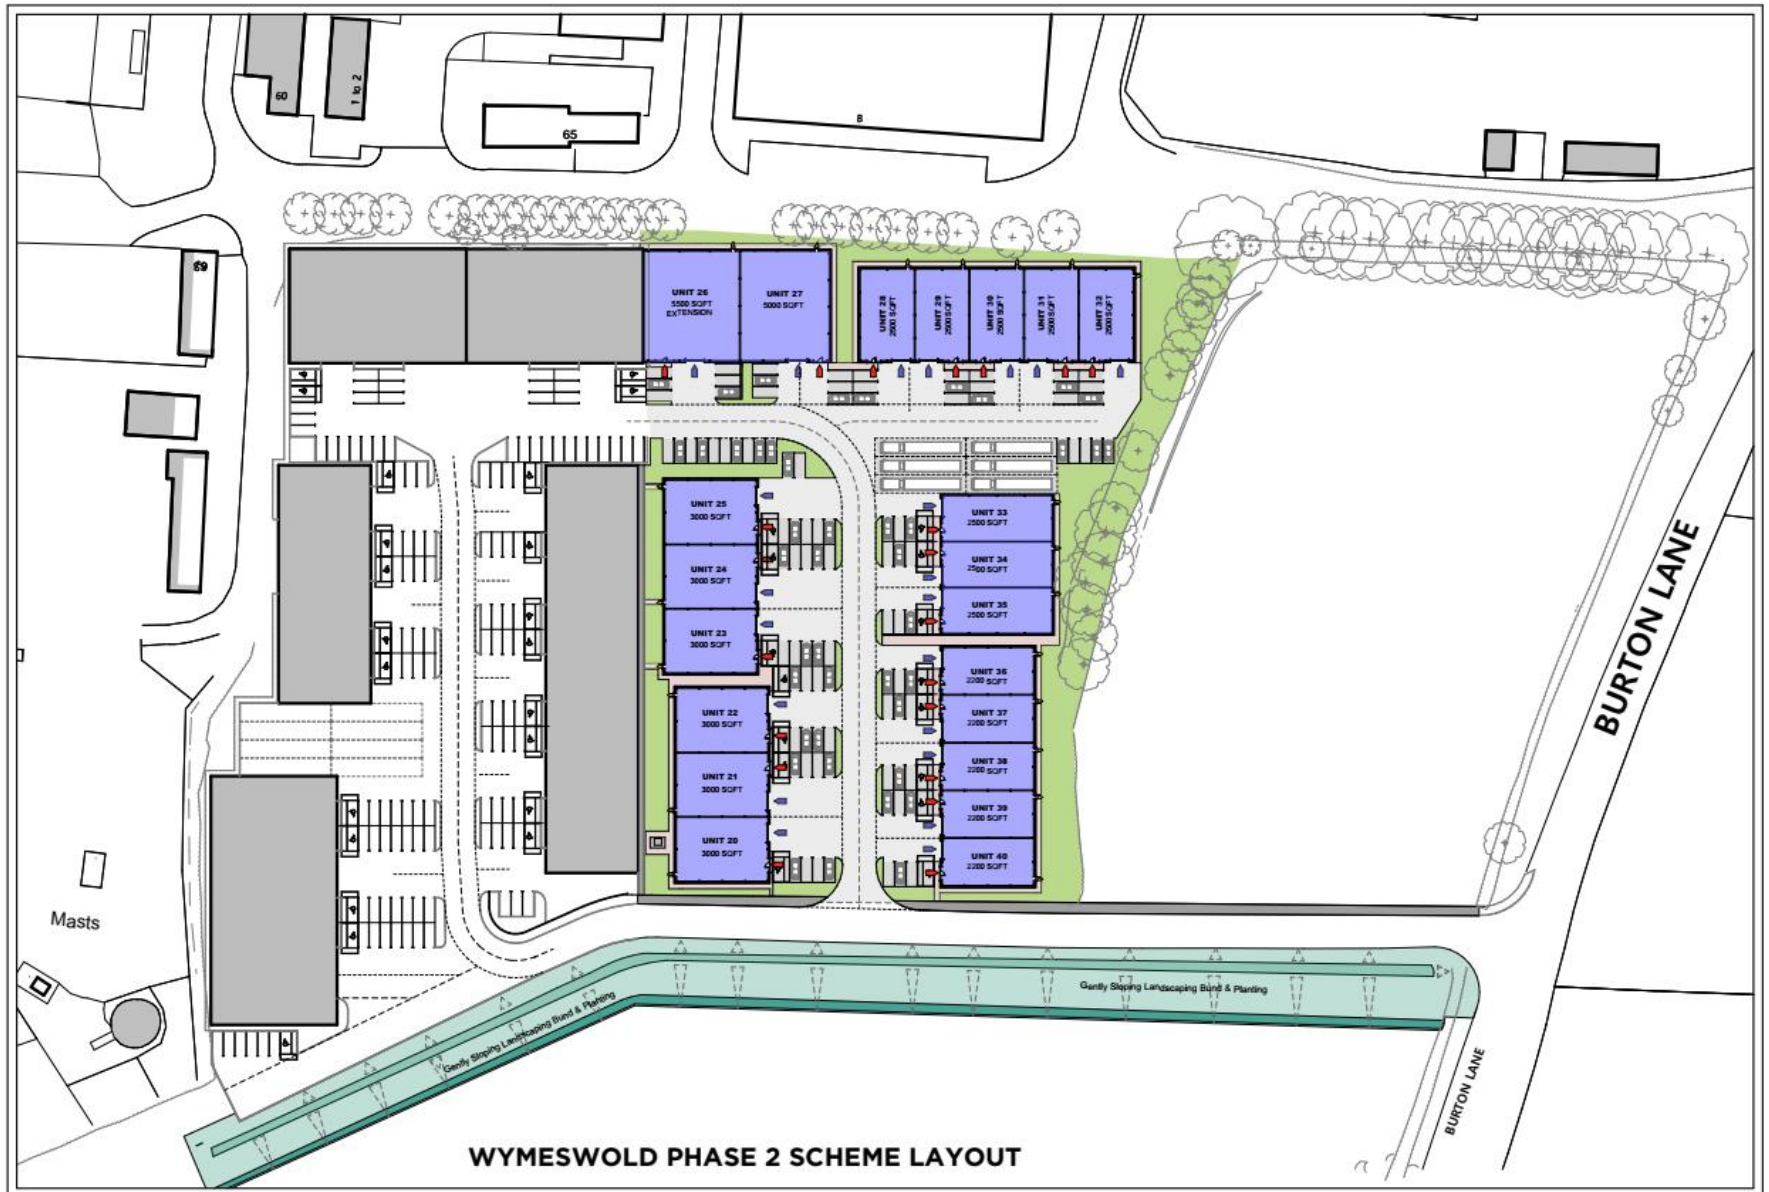 60
1 to 2
65
8
63
UNIT 26
5500 SQFT
EXTENSION
UNIT 27
5000 SQFT
UNIT 28
2500 SQFT
UNIT 29
2500 SQFT
UNIT 30
2500 SQFT
UNIT 31
2500 SQFT
UNIT 32
2500 SQFT
UNIT 25
3000 SQFT
UNIT 24
3000 SQFT
UNIT 23
3000 SQFT
UNIT 22
3000 SQFT
UNIT 21
3000 SQFT
UNIT 20
3000 SQFT
UNIT 33
2500 SQFT
UNIT 34
2500 SQFT
UNIT 35
2500 SQFT
UNIT 36
2200 SQFT
UNIT 37
2200 SQFT
UNIT 38
2200 SQFT
UNIT 39
2200 SQFT
UNIT 40
2200 SQFT
BURTON LANE
Masts
Gently Sloping Landscaping Bund & Planting
Gently Sloping Landscaping Bund & Planting
BURTON LANE
WYMESWOLD PHASE 2 SCHEME LAYOUT